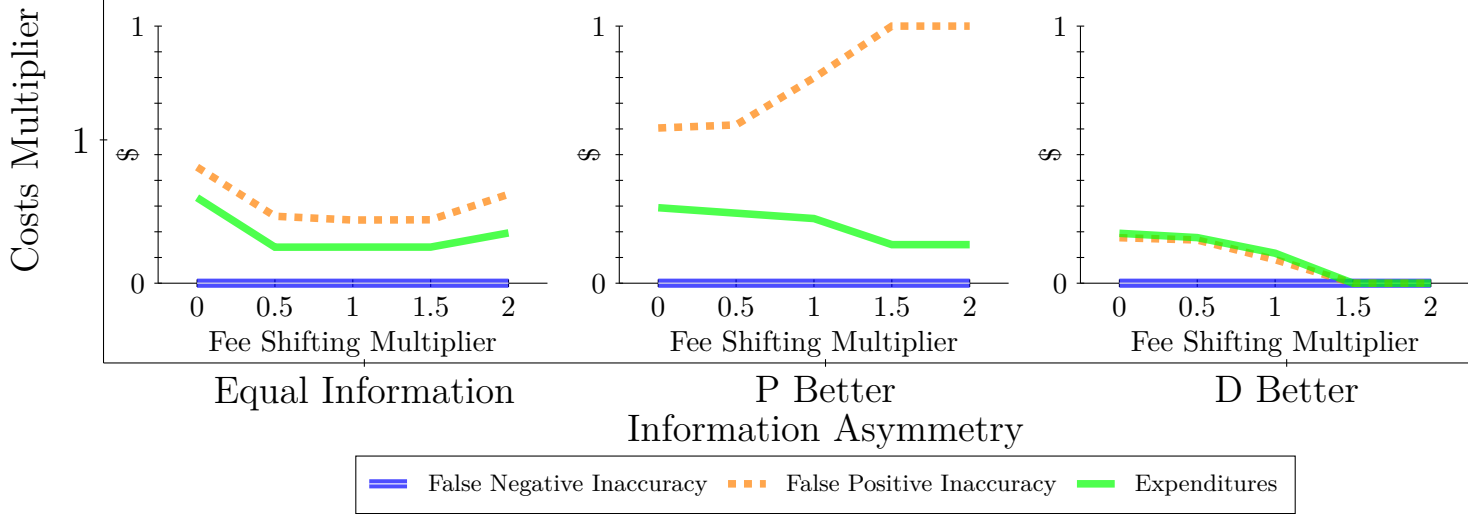 Costs Multiplier
1
1
$
0
0 0.5 1 1.5 2
Fee Shifting Multiplier
1
$
0
0 0.5 1 1.5 2
Fee Shifting Multiplier
1
$
0
0 0.5 1 1.5 2
Fee Shifting Multiplier
Equal Information
P Better
D Better
Information Asymmetry
False Negative Inaccuracy False Positive Inaccuracy Expenditures